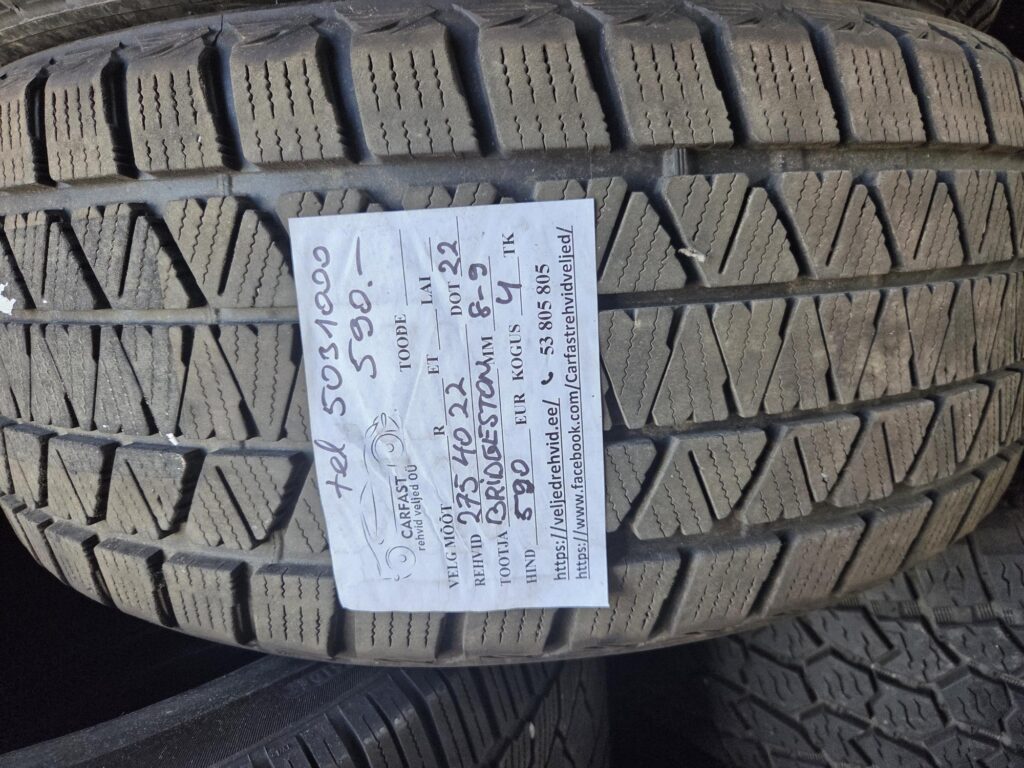 tel 5031000
590.-
CARFAST
rehvid veljed OÜ
TOODE
VELG MÕÕT R ET LAI
REHVID 275 40 22 DOT 22
TOOTJA BRIDGESTON MM 8-9
HIND 590 EUR KOGUS 4 TK
https://veljedrehvid.ee/ 53 805 805
https://www.facebook.com/Carfastrehvidveljed/